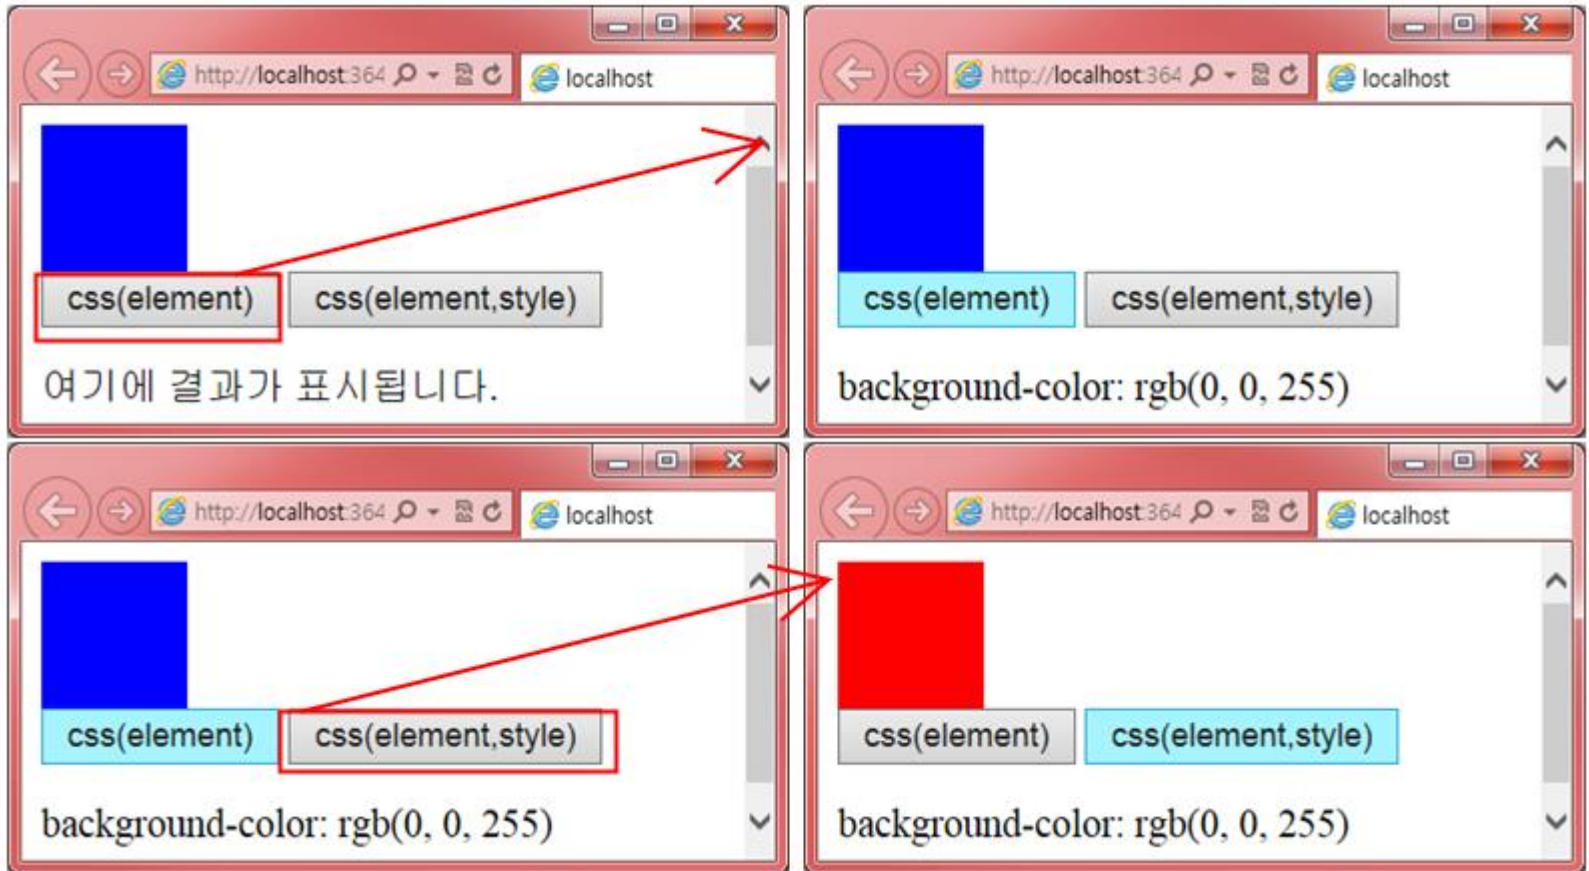 http://localhost:364 localhost
css(element) css(element,style)
여기에 결과가 표시됩니다.
http://localhost:364 localhost
css(element) css(element,style)
background-color: rgb(0, 0, 255)
http://localhost:364 localhost
css(element) css(element,style)
background-color: rgb(0, 0, 255)
http://localhost:364 localhost
css(element) css(element,style)
background-color: rgb(0, 0, 255)